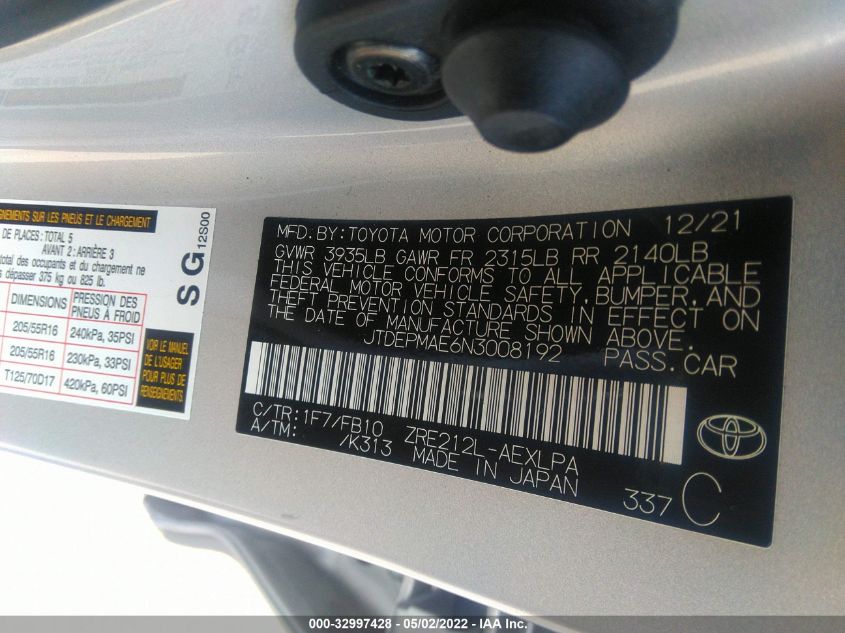 GNEMENTS SUR LES PNEUS ET LE CHARGEMENT
DE PLACES: TOTAL 5
AVANT 2: ARRIÈRE 3
total des occupants et du chargement ne
dépasser 375 kg ou 825 lb.
DIMENSIONS PRESSION DES PNEUS À FROID
205/55R16 240kPa, 35PSI
205/55R16 230kPa, 33PSI
T125/70D17 420kPa, 60PSI
VOIR LE MANUEL
DE L'USAGER
POUR PLUS DE
RENSEIGNEMENTS
SG 12S00
MFD. BY: TOYOTA MOTOR CORPORATION 12/21
GVWR 3935LB GAWR FR 2315LB RR 2140LB
THIS VEHICLE CONFORMS TO ALL APPLICABLE
FEDERAL MOTOR VEHICLE SAFETY, BUMPER, AND
THEFT PREVENTION STANDARDS IN EFFECT ON
THE DATE OF MANUFACTURE SHOWN ABOVE.
JTDEPMAE6N3008192 PASS.CAR
C/TR: 1F7/FB10 ZRE212L-AEXLPA
A/TM: /K313 MADE IN JAPAN
337 C
000-32997428 - 05/02/2022 - IAA Inc.